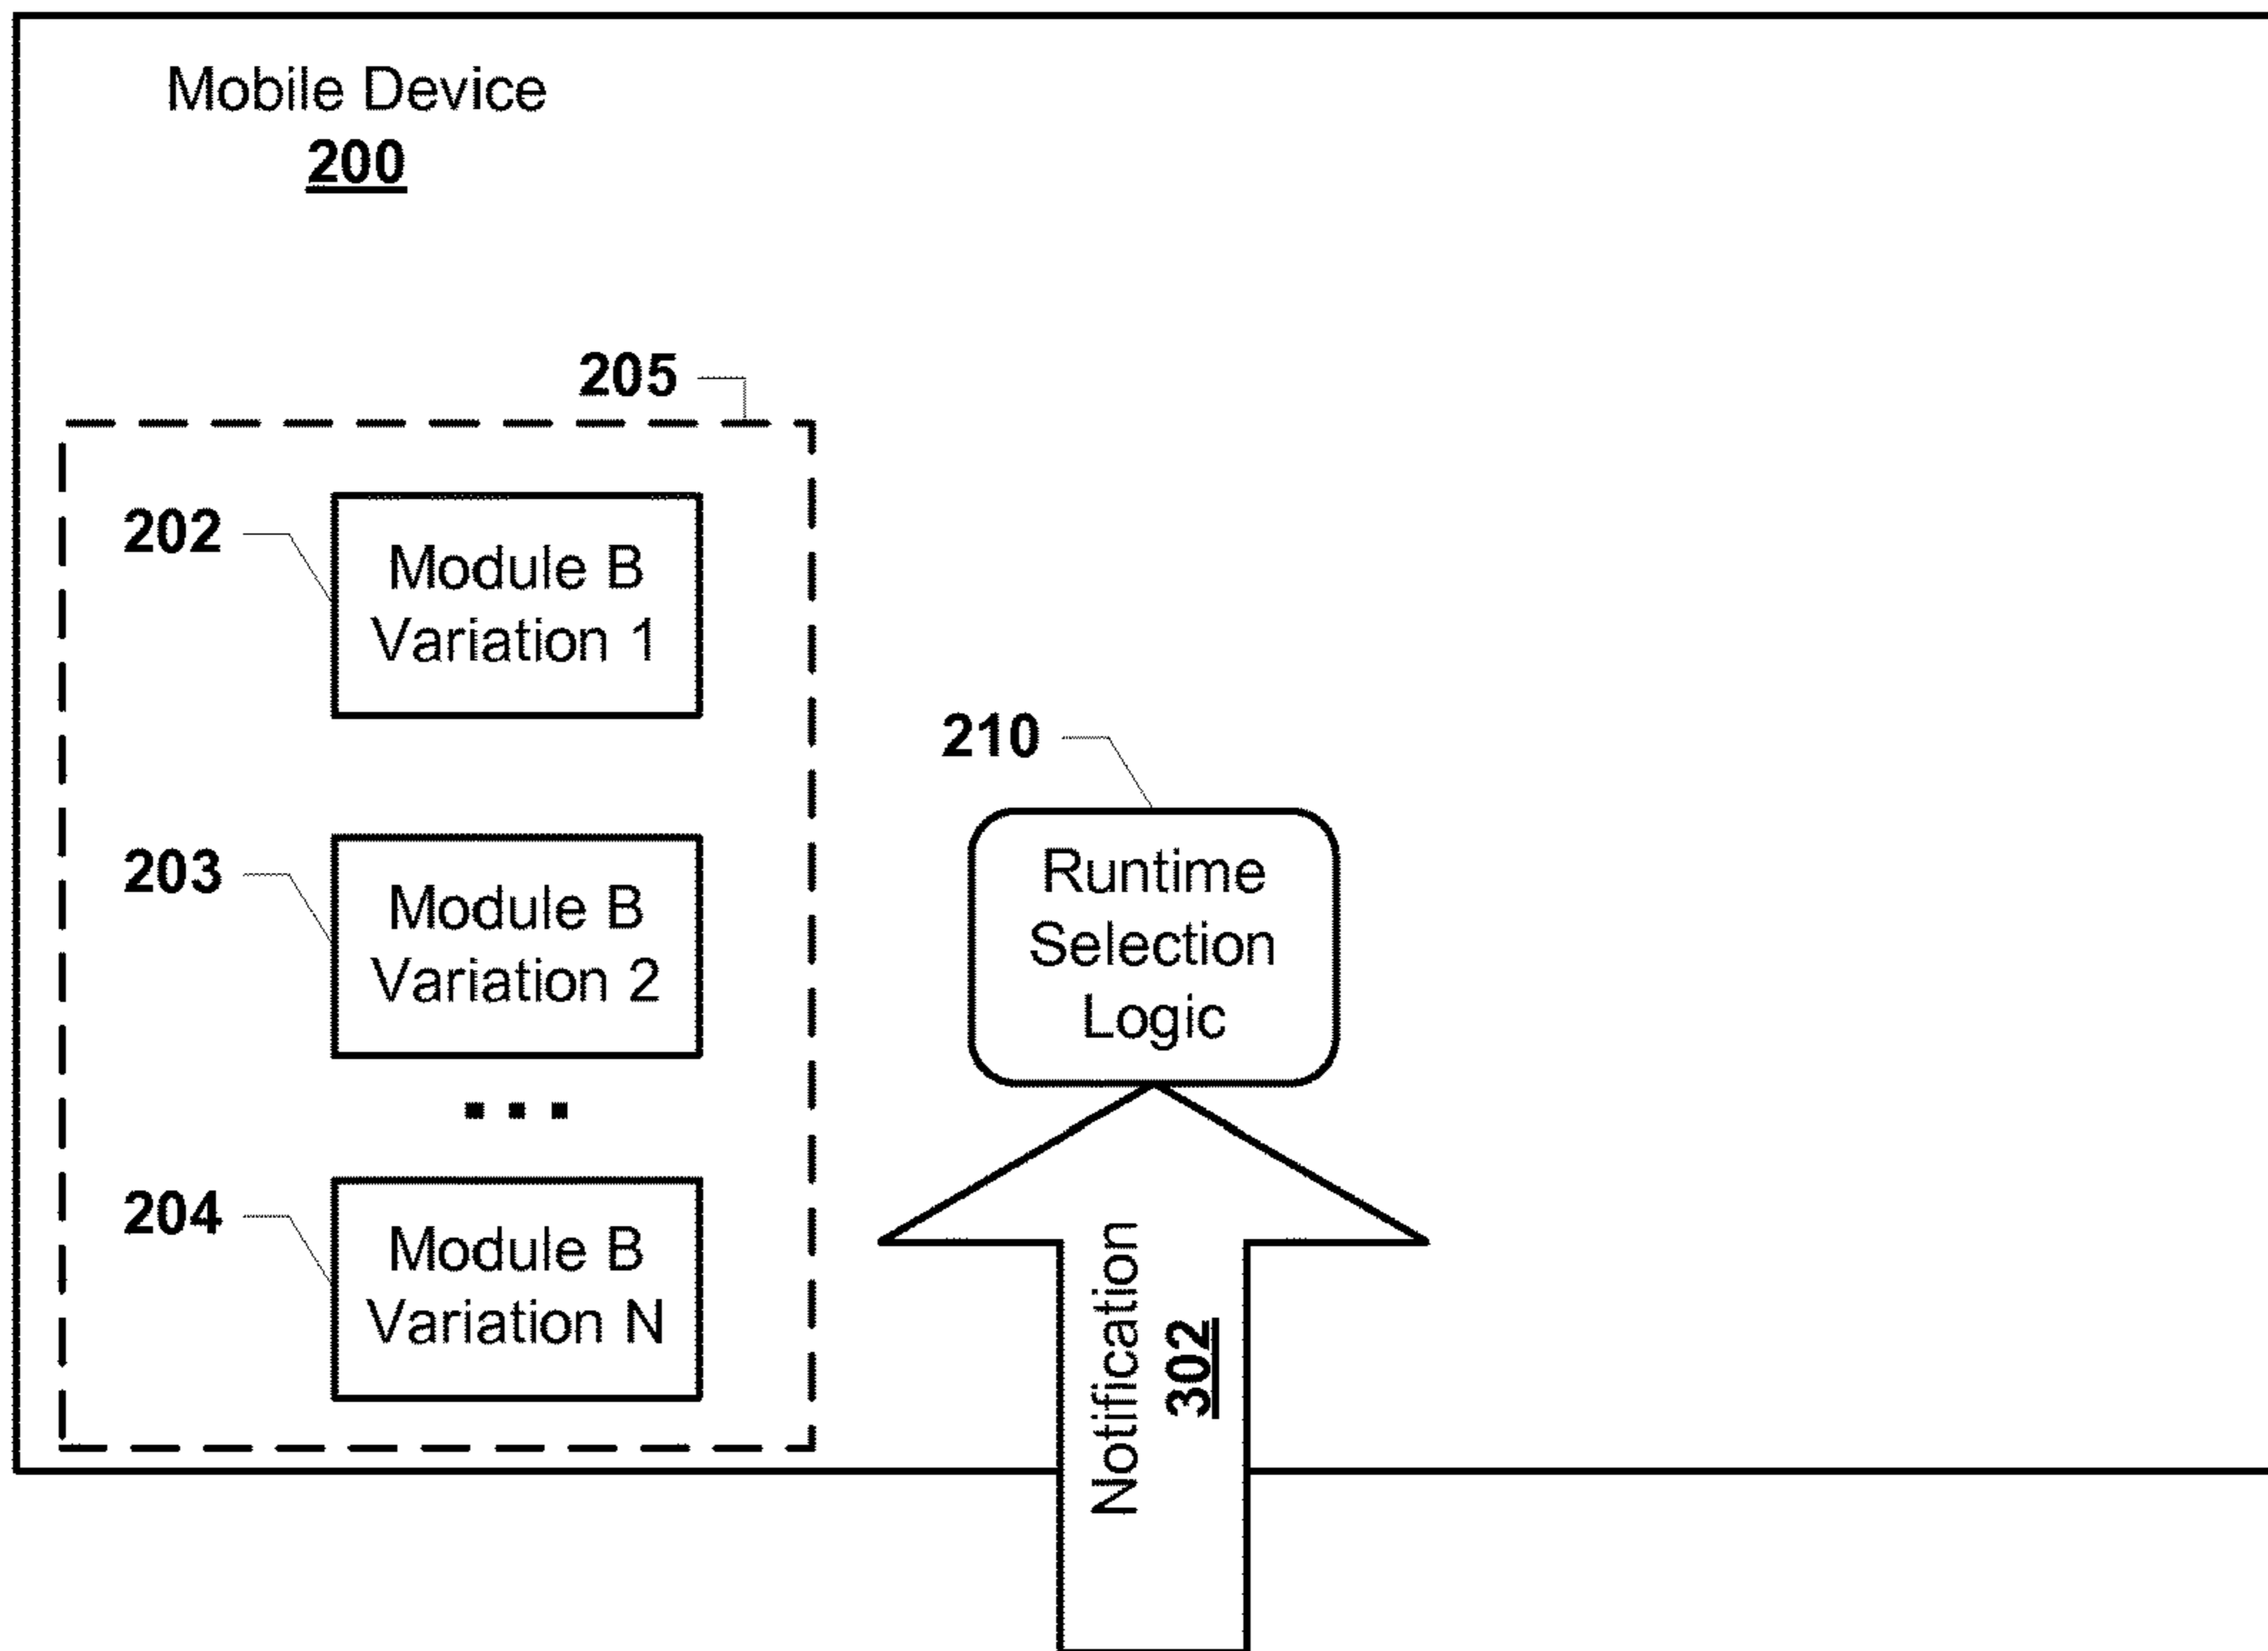 Mobile Device
200
205
202
Module B
Variation 1
210
203
Module B
Variation 2
Runtime
Selection
Logic
...
204
Module B
Variation N
Notification
302